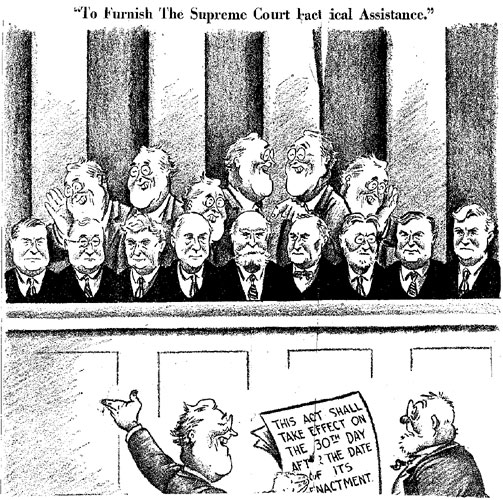 "To Furnish The Supreme Court Practical Assistance."
THIS ACT SHALL
TAKE EFFECT ON
THE 30TH DAY
AFTER THE DATE
OF ITS
ENACTMENT.